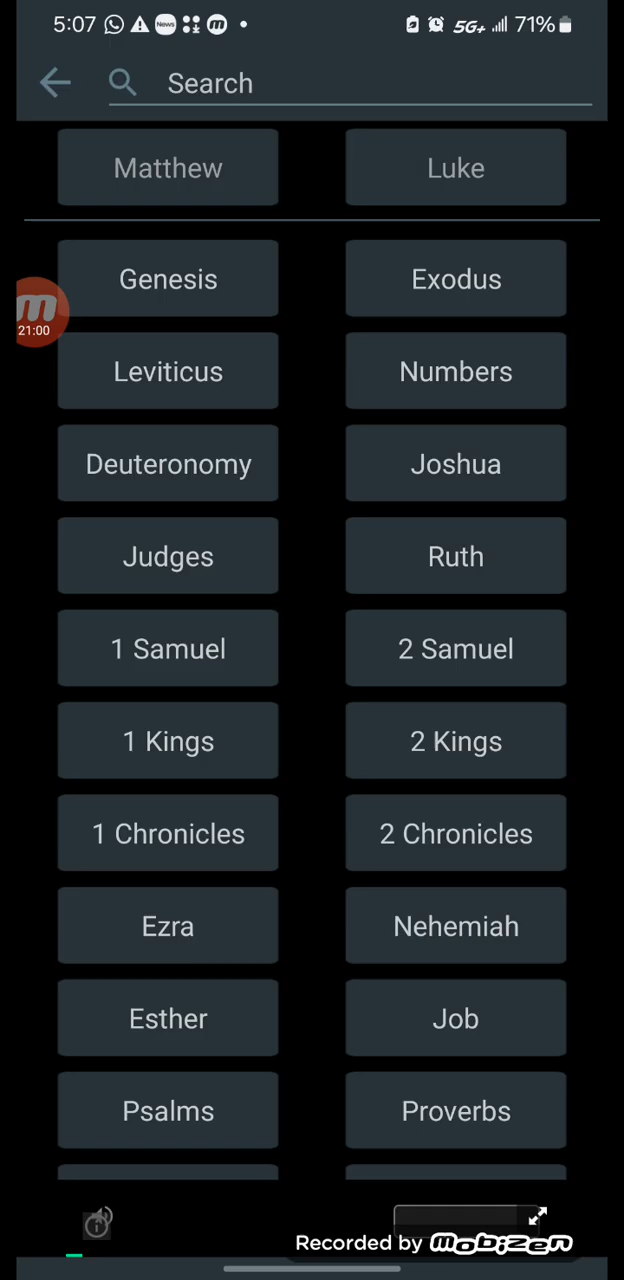 5:07 News m 5G+ 71%
Search
Matthew Luke
Genesis Exodus
m
21:00
Leviticus Numbers
Deuteronomy Joshua
Judges Ruth
1 Samuel 2 Samuel
1 Kings 2 Kings
1 Chronicles 2 Chronicles
Ezra Nehemiah
Esther Job
Psalms Proverbs
Recorded by mobizen